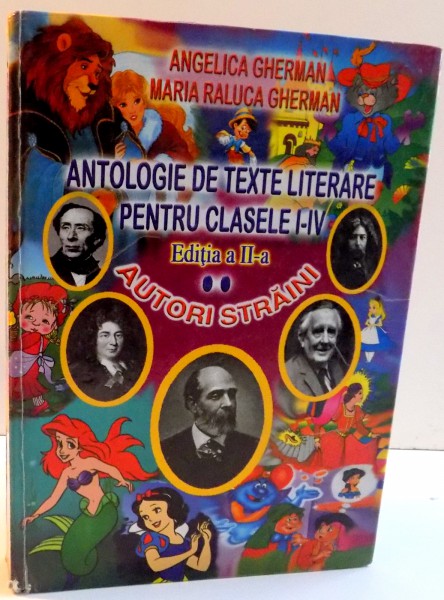 ANGELICA GHERMAN
MARIA RALUCA GHERMAN
ANTOLOGIE DE TEXTE LITERARE
PENTRU CLASELE I-IV
Ediția a II-a
AUTORI STRĂINI